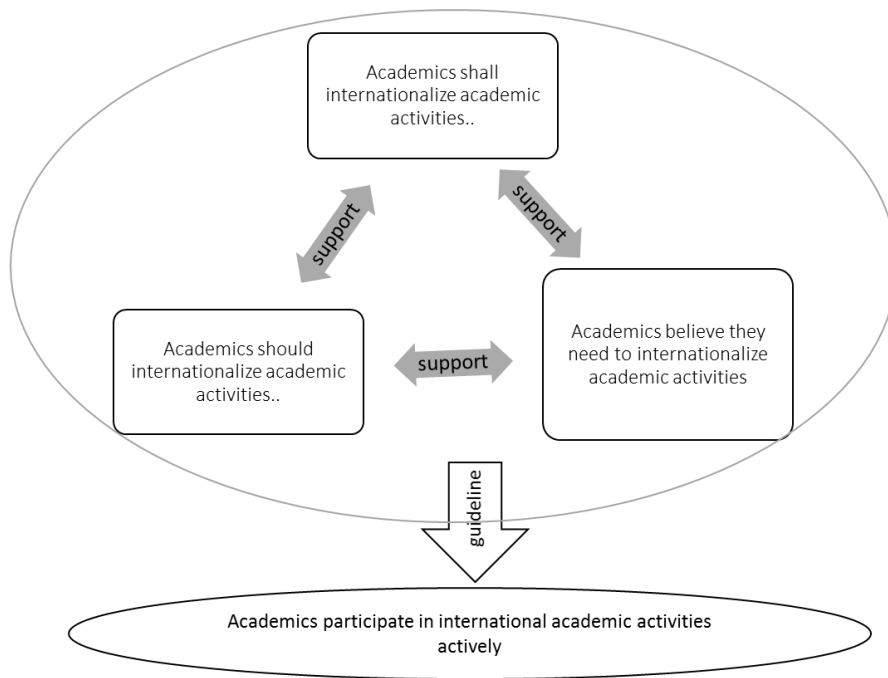 Academics shall
internationalize academic
activities..
support
support
Academics should
internationalize academic
activities..
support
Academics believe they
need to internationalize
academic activities
guideline
Academics participate in international academic activities
actively